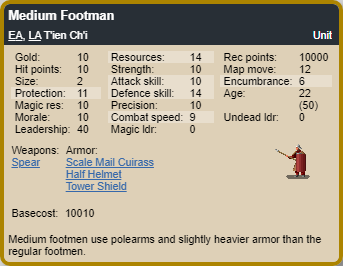 Medium Footman
EA, LA T'ien Ch'i Unit
Gold: 10 Resources: 14 Rec points: 10000
Hit points: 10 Strength: 10 Map move: 12
Size: 2 Attack skill: 10 Encumbrance: 6
Protection: 11 Defence skill: 14 Age: 22
Magic res: 10 Precision: 10 (50)
Morale: 10 Combat speed: 9 Undead ldr: 0
Leadership: 40 Magic ldr: 0
Weapons: Armor:
Spear Scale Mail Cuirass
Half Helmet
Tower Shield
Basecost: 10010
Medium footmen use polearms and slightly heavier armor than the
regular footmen.